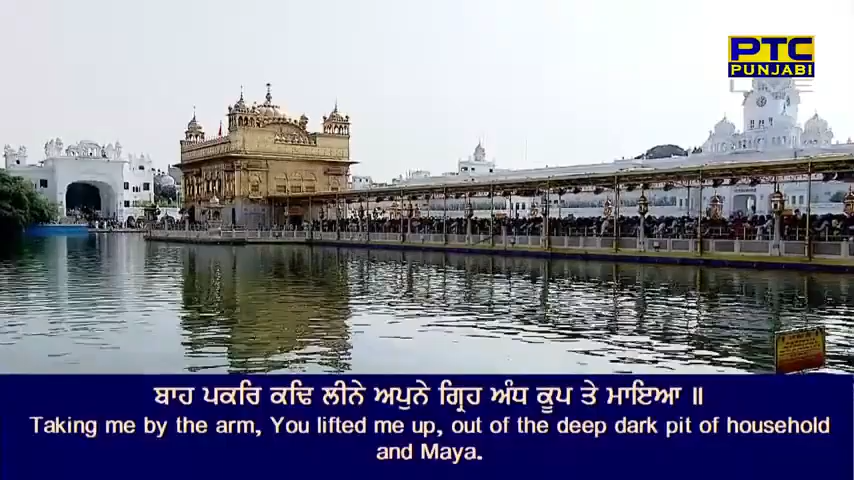 PTC
PUNJABI
LIVE
ਬਾਹ ਪਕਰਿ ਕਢਿ ਲੀਨੇ ਅਪੁਨੇ ਗ੍ਰਿਹ ਅੰਧ ਕੂਪ ਤੇ ਮਾਇਆ ॥
Taking me by the arm, You lifted me up, out of the deep dark pit of household
and Maya.